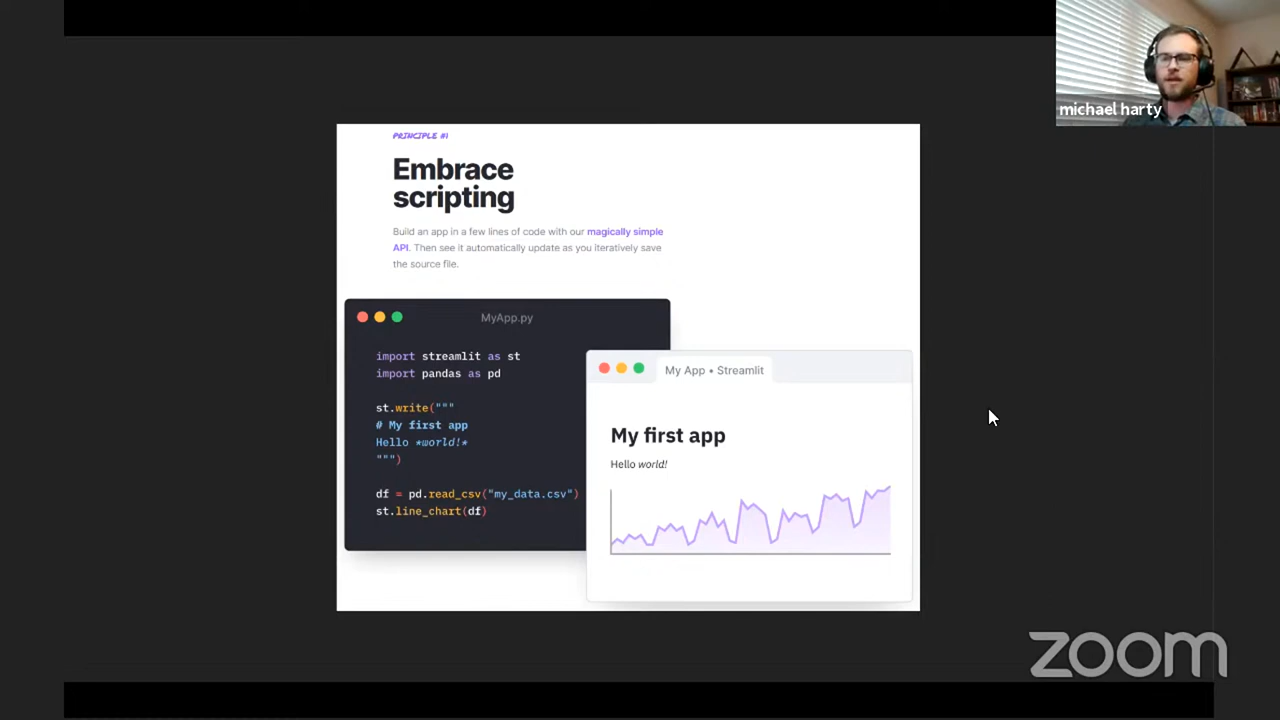 michael harty
PRINCIPLE #1
Embrace
scripting
Build an app in a few lines of code with our magically simple
API. Then see it automatically update as you iteratively save
the source file.
MyApp.py
import streamlit as st
import pandas as pd
st.write("""
# My first app
Hello *world!*
""")
df = pd.read_csv("my_data.csv")
st.line_chart(df)
My App • Streamlit
My first app
Hello world!
zoom